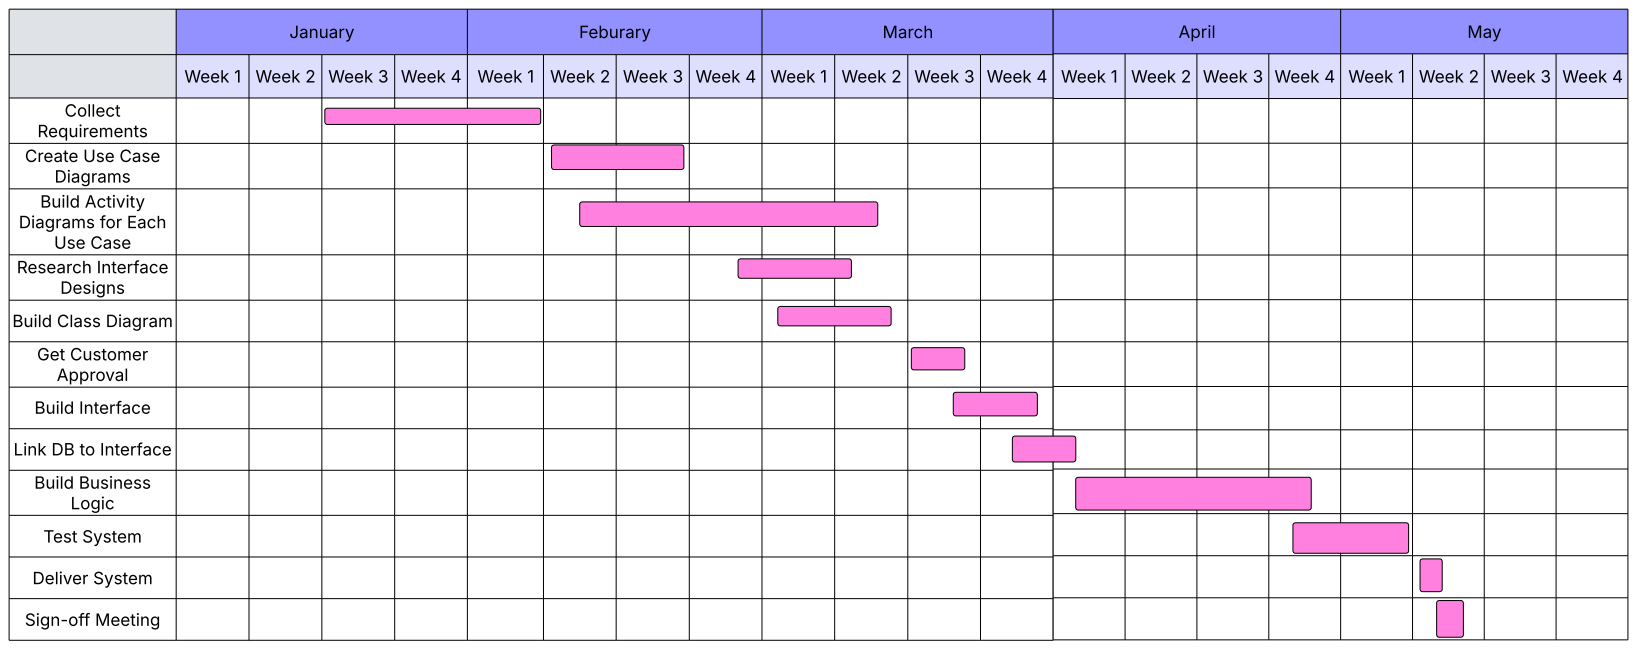 January Feburary March April May
Week 1 Week 2 Week 3 Week 4 Week 1 Week 2 Week 3 Week 4 Week 1 Week 2 Week 3 Week 4 Week 1 Week 2 Week 3 Week 4 Week 1 Week 2 Week 3 Week 4
Collect
Requirements
Create Use Case
Diagrams
Build Activity
Diagrams for Each
Use Case
Research Interface
Designs
Build Class Diagram
Get Customer
Approval
Build Interface
Link DB to Interface
Build Business
Logic
Test System
Deliver System
Sign-off Meeting